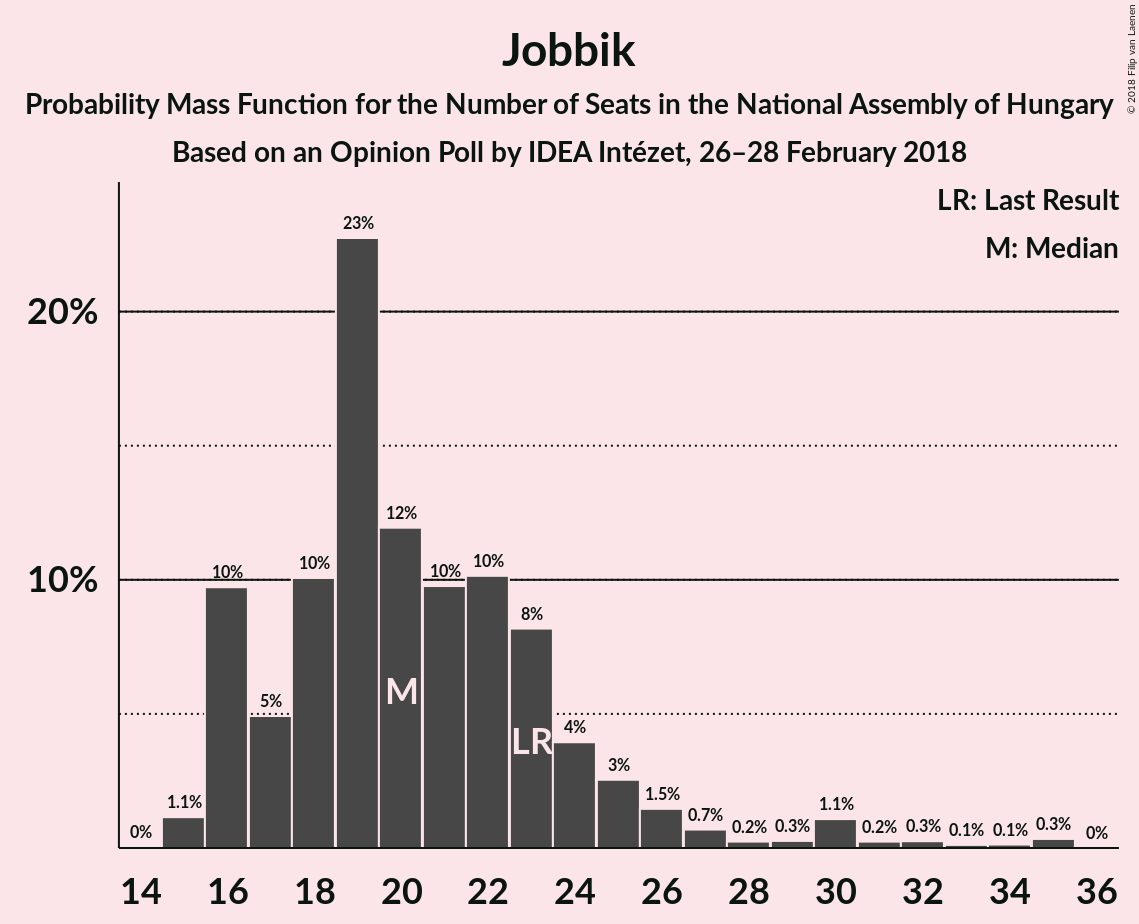 Jobbik
Probability Mass Function for the Number of Seats in the National Assembly of Hungary
Based on an Opinion Poll by IDEA Intézet, 26–28 February 2018
© 2018 Filip van Laenen
LR: Last Result
M: Median
20%
10%
0%
1.1%
10%
5%
10%
23%
12%
10%
10%
8%
4%
3%
1.5%
0.7%
0.2%
0.3%
1.1%
0.2%
0.3%
0.1%
0.1%
0.3%
0%
M
LR
14 16 18 20 22 24 26 28 30 32 34 36